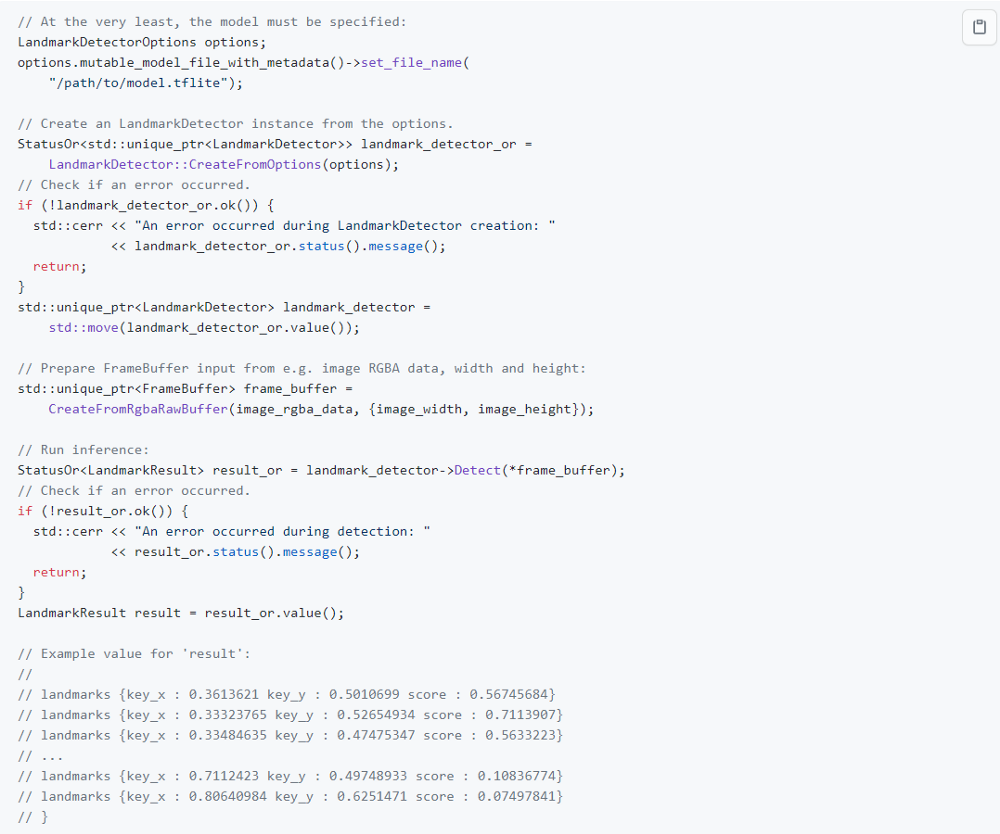 // At the very least, the model must be specified:
LandmarkDetectorOptions options;
options.mutable_model_file_with_metadata()->set_file_name(
    "/path/to/model.tflite");

// Create an LandmarkDetector instance from the options.
StatusOr<std::unique_ptr<LandmarkDetector>> landmark_detector_or =
    LandmarkDetector::CreateFromOptions(options);
// Check if an error occurred.
if (!landmark_detector_or.ok()) {
  std::cerr << "An error occurred during LandmarkDetector creation: "
            << landmark_detector_or.status().message();
  return;
}
std::unique_ptr<LandmarkDetector> landmark_detector =
    std::move(landmark_detector_or.value());

// Prepare FrameBuffer input from e.g. image RGBA data, width and height:
std::unique_ptr<FrameBuffer> frame_buffer =
    CreateFromRgbaRawBuffer(image_rgba_data, {image_width, image_height});

// Run inference:
StatusOr<LandmarkResult> result_or = landmark_detector->Detect(*frame_buffer);
// Check if an error occurred.
if (!result_or.ok()) {
  std::cerr << "An error occurred during detection: "
            << result_or.status().message();
  return;
}
LandmarkResult result = result_or.value();

// Example value for 'result':
//
// landmarks {key_x : 0.3613621 key_y : 0.5010699 score : 0.56745684}
// landmarks {key_x : 0.33323765 key_y : 0.52654934 score : 0.7113907}
// landmarks {key_x : 0.33484635 key_y : 0.47475347 score : 0.5633223}
// ...
// landmarks {key_x : 0.7112423 key_y : 0.49748933 score : 0.10836774}
// landmarks {key_x : 0.80640984 key_y : 0.6251471 score : 0.07497841}
// }